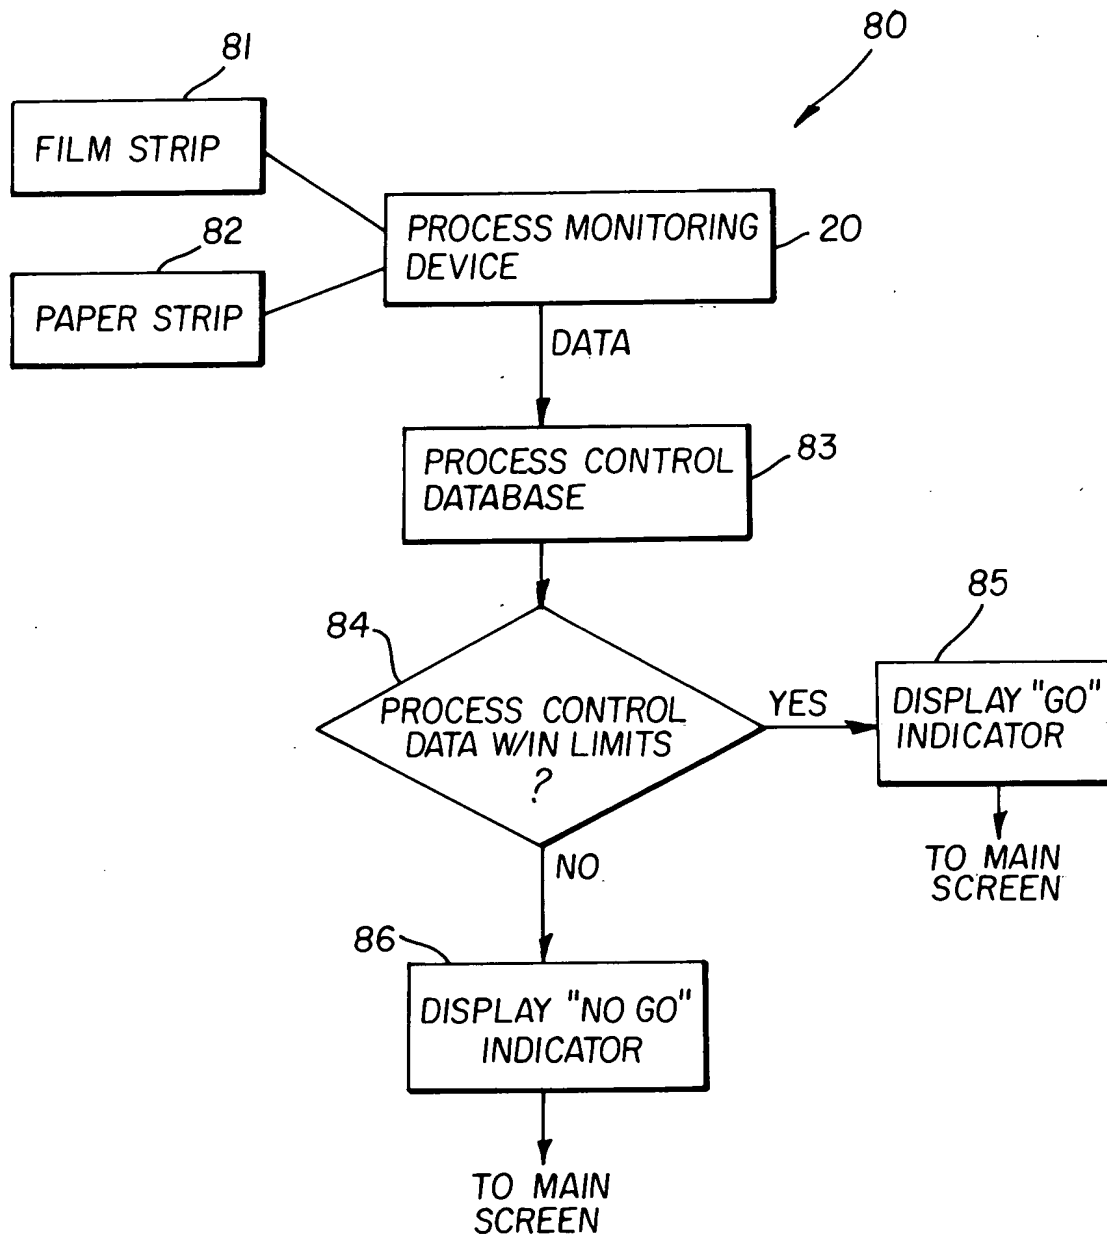 80
81
FILM STRIP
82
PAPER STRIP
PROCESS MONITORING
DEVICE
20
DATA
PROCESS CONTROL
DATABASE
83
84
PROCESS CONTROL
DATA W/IN LIMITS
?
YES
85
DISPLAY "GO"
INDICATOR
TO MAIN
SCREEN
NO
86
DISPLAY "NO GO"
INDICATOR
TO MAIN
SCREEN